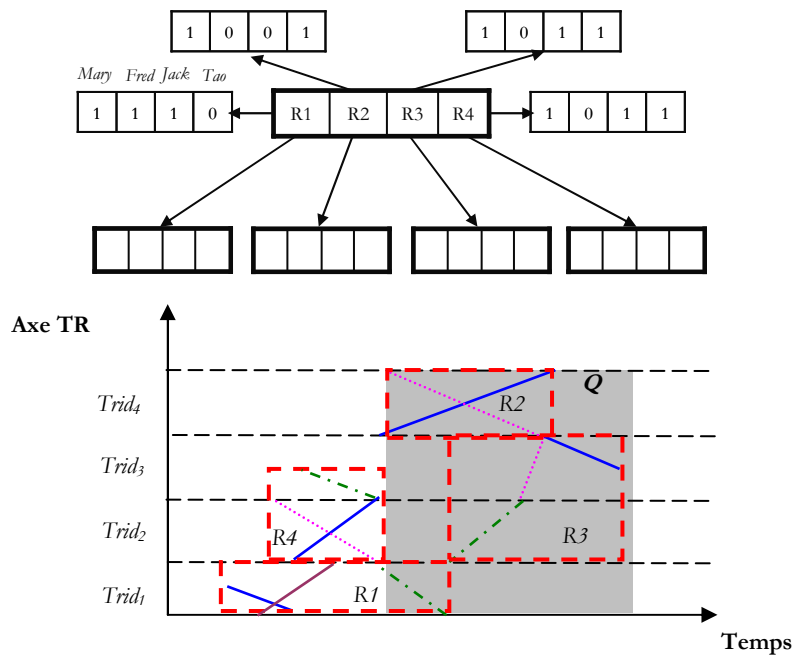 1 0 0 1
1 0 1 1
Mary Fred Jack Tao
1 1 1 0
R1 R2 R3 R4
1 0 1 1
Axe TR
Q
Trid4
R2
Trid3
Trid2
R4
R3
Trid1
R1
Temps